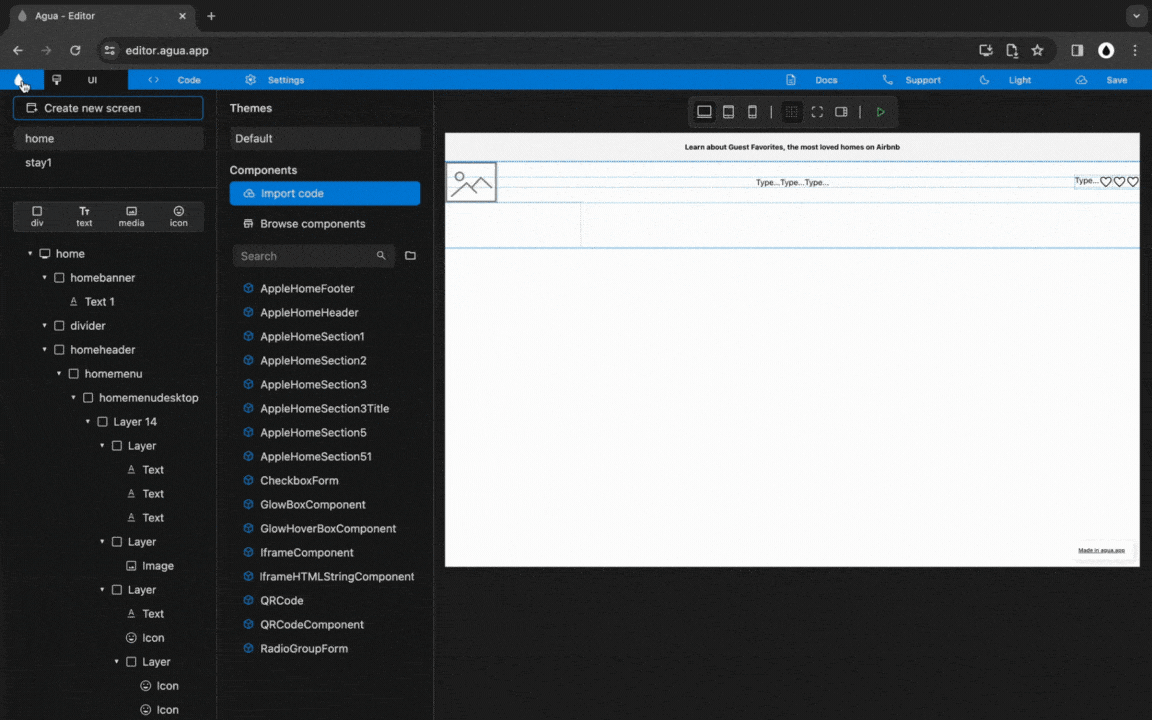 Agua - Editor
editor.agua.app
UI
Code
Settings
Docs
Support
Light
Save
Create new screen
home
stay1
div
text
media
icon
home
homebanner
Text 1
divider
homeheader
homemenu
homemenudesktop
Layer 14
Layer
Text
Text
Text
Layer
Image
Layer
Text
Icon
Layer
Icon
Icon
Themes
Default
Components
Import code
Browse components
Search
AppleHomeFooter
AppleHomeHeader
AppleHomeSection1
AppleHomeSection2
AppleHomeSection3
AppleHomeSection3Title
AppleHomeSection5
AppleHomeSection51
CheckboxForm
GlowBoxComponent
GlowHoverBoxComponent
IframeComponent
IframeHTMLStringComponent
QRCode
QRCodeComponent
RadioGroupForm
Learn about Guest Favorites, the most loved homes on Airbnb
Type...Type...Type...
Type...
Made in agua.app